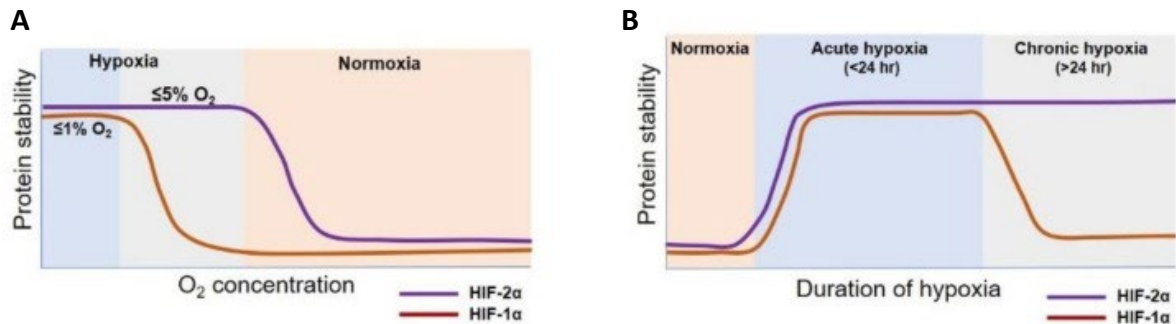 A
Hypoxia
Normoxia
≤5% O₂
≤1% O₂
Protein stability
O₂ concentration
HIF-2α
HIF-1α
B
Normoxia
Acute hypoxia
(<24 hr)
Chronic hypoxia
(>24 hr)
Protein stability
Duration of hypoxia
HIF-2α
HIF-1α